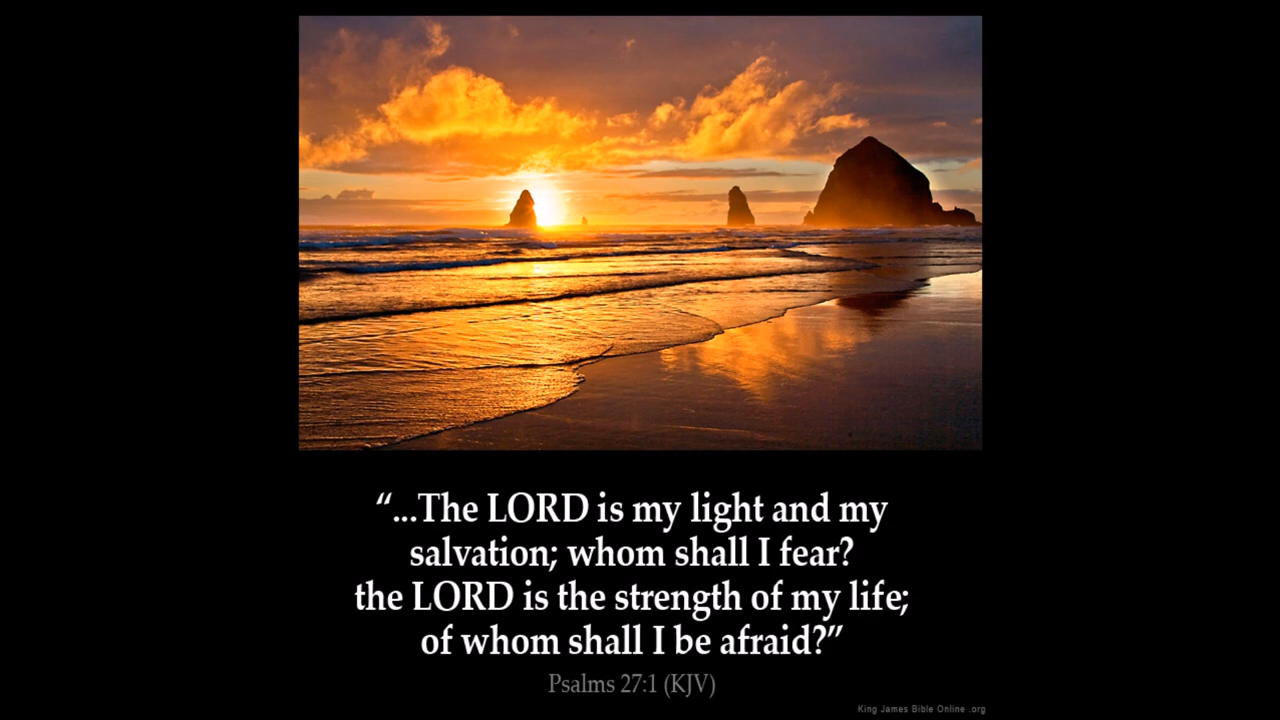 “...The LORD is my light and my
salvation; whom shall I fear?
the LORD is the strength of my life;
of whom shall I be afraid?”
Psalms 27:1 (KJV)
King James Bible Online .org